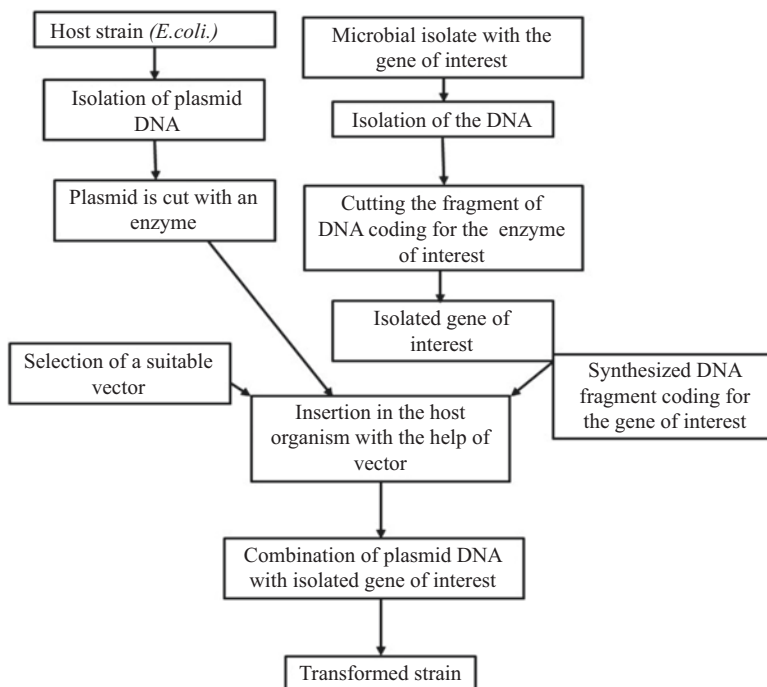 Host strain (E.coli.)
Isolation of plasmid
DNA
Plasmid is cut with an
enzyme
Microbial isolate with the
gene of interest
Isolation of the DNA
Cutting the fragment of
DNA coding for the enzyme
of interest
Isolated gene of
interest
Selection of a suitable
vector
Synthesized DNA
fragment coding for
the gene of interest
Insertion in the host
organism with the help of
vector
Combination of plasmid DNA
with isolated gene of interest
Transformed strain